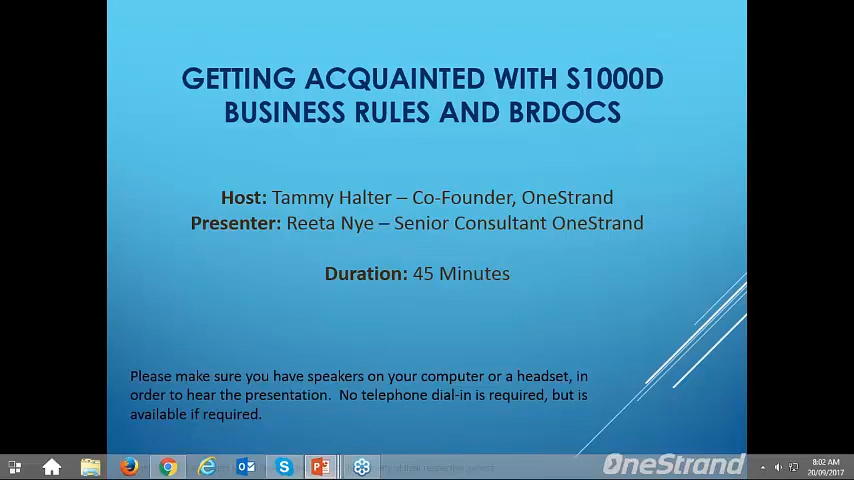 GETTING ACQUAINTED WITH S1000D
BUSINESS RULES AND BRDOCS
Host: Tammy Halter – Co-Founder, OneStrand
Presenter: Reeta Nye – Senior Consultant OneStrand
Duration: 45 Minutes
Please make sure you have speakers on your computer or a headset, in
order to hear the presentation. No telephone dial-in is required, but is
available if required.
OneStrand
8:02 AM
20/09/2017